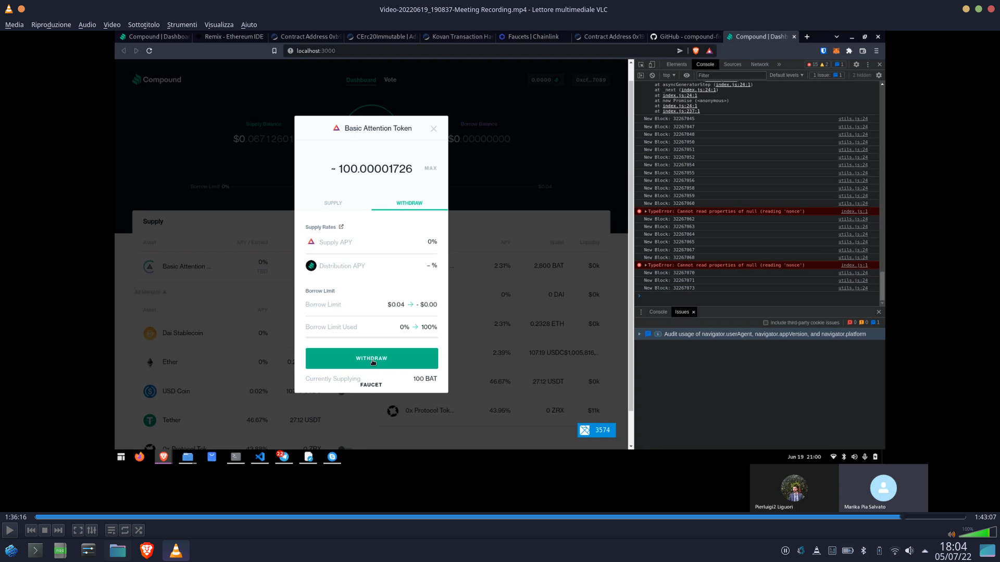 Video-20220619_190837-Meeting Recording.mp4 - Lettore multimediale VLC
Media Riproduzione Audio Video Sottotitolo Strumenti Visualizza Aiuto
Compound | Dashboa Remix - Ethereum IDE Contract Address 0xb9 CErc20Immutable | Ad Kovan Transaction Ha Faucets | Chainlink Contract Address 0x19 GitHub - compound-fi Compound | Dashb
localhost:3000
Compound
Dashboard Vote
0.0000 0xcf...7089
Supply Balance
$0.06712601
Borrow Balance
$0.00000000
Borrow Limit 0% $0.04
Supply
Asset APY / Earned
Basic Attention ... 0%
TBD
All Markets
Asset APY
Dai Stablecoin 0%
Ether 0% 0.2
USD Coin 0.02%
Tether 46.67% 27.12 USDT
0x Protocol Tok... 43.88% 0 ZRX
Basic Attention Token
~ 100.00001726 MAX
SUPPLY WITHDRAW
Supply Rates
Supply APY 0%
Distribution APY – %
Borrow Limit
Borrow Limit $0.04 → - $0.00
Borrow Limit Used 0% → 100%
WITHDRAW
Currently Supplying 100 BAT
FAUCET
APY Wallet Liquidity
... 2.31% 2,800 BAT $0k
0% 0 DAI $0k
2.31% 0.2328 ETH $0k
2.39% 107.19 USDC $1,005,816,...
46.67% 27.12 USDT $0k
0x Protocol Tok... 43.95% 0 ZRX $11k
3574
Elements Console Sources Network » 15 2 1
top Filter Default levels 1 Issue: 1 2 hidden
at asyncGeneratorStep (index.js:24:1)
at _next (index.js:24:1)
at index.js:24:1
at new Promise (<anonymous>)
at index.js:24:1
at index.js:237:1
New Block: 32267045 utils.js:24
New Block: 32267047 utils.js:24
New Block: 32267048 utils.js:24
New Block: 32267050 utils.js:24
New Block: 32267051 utils.js:24
New Block: 32267052 utils.js:24
New Block: 32267054 utils.js:24
New Block: 32267055 utils.js:24
New Block: 32267056 utils.js:24
New Block: 32267058 utils.js:24
New Block: 32267059 utils.js:24
New Block: 32267060 utils.js:24
TypeError: Cannot read properties of null (reading 'nonce') index.js:1
New Block: 32267062 utils.js:24
New Block: 32267063 utils.js:24
New Block: 32267064 utils.js:24
New Block: 32267065 utils.js:24
New Block: 32267067 utils.js:24
New Block: 32267068 utils.js:24
TypeError: Cannot read properties of null (reading 'nonce') index.js:1
New Block: 32267070 utils.js:24
New Block: 32267071 utils.js:24
New Block: 32267073 utils.js:24
Console Issues
Include third-party cookie issues 0 0 1
1 Audit usage of navigator.userAgent, navigator.appVersion, and navigator.platform
22
Jun 19 21:00
Pierluigi2 Liguori Marika Pia Salvato
1:36:16 1:43:07
100%
nqq
18:04
05/07/22